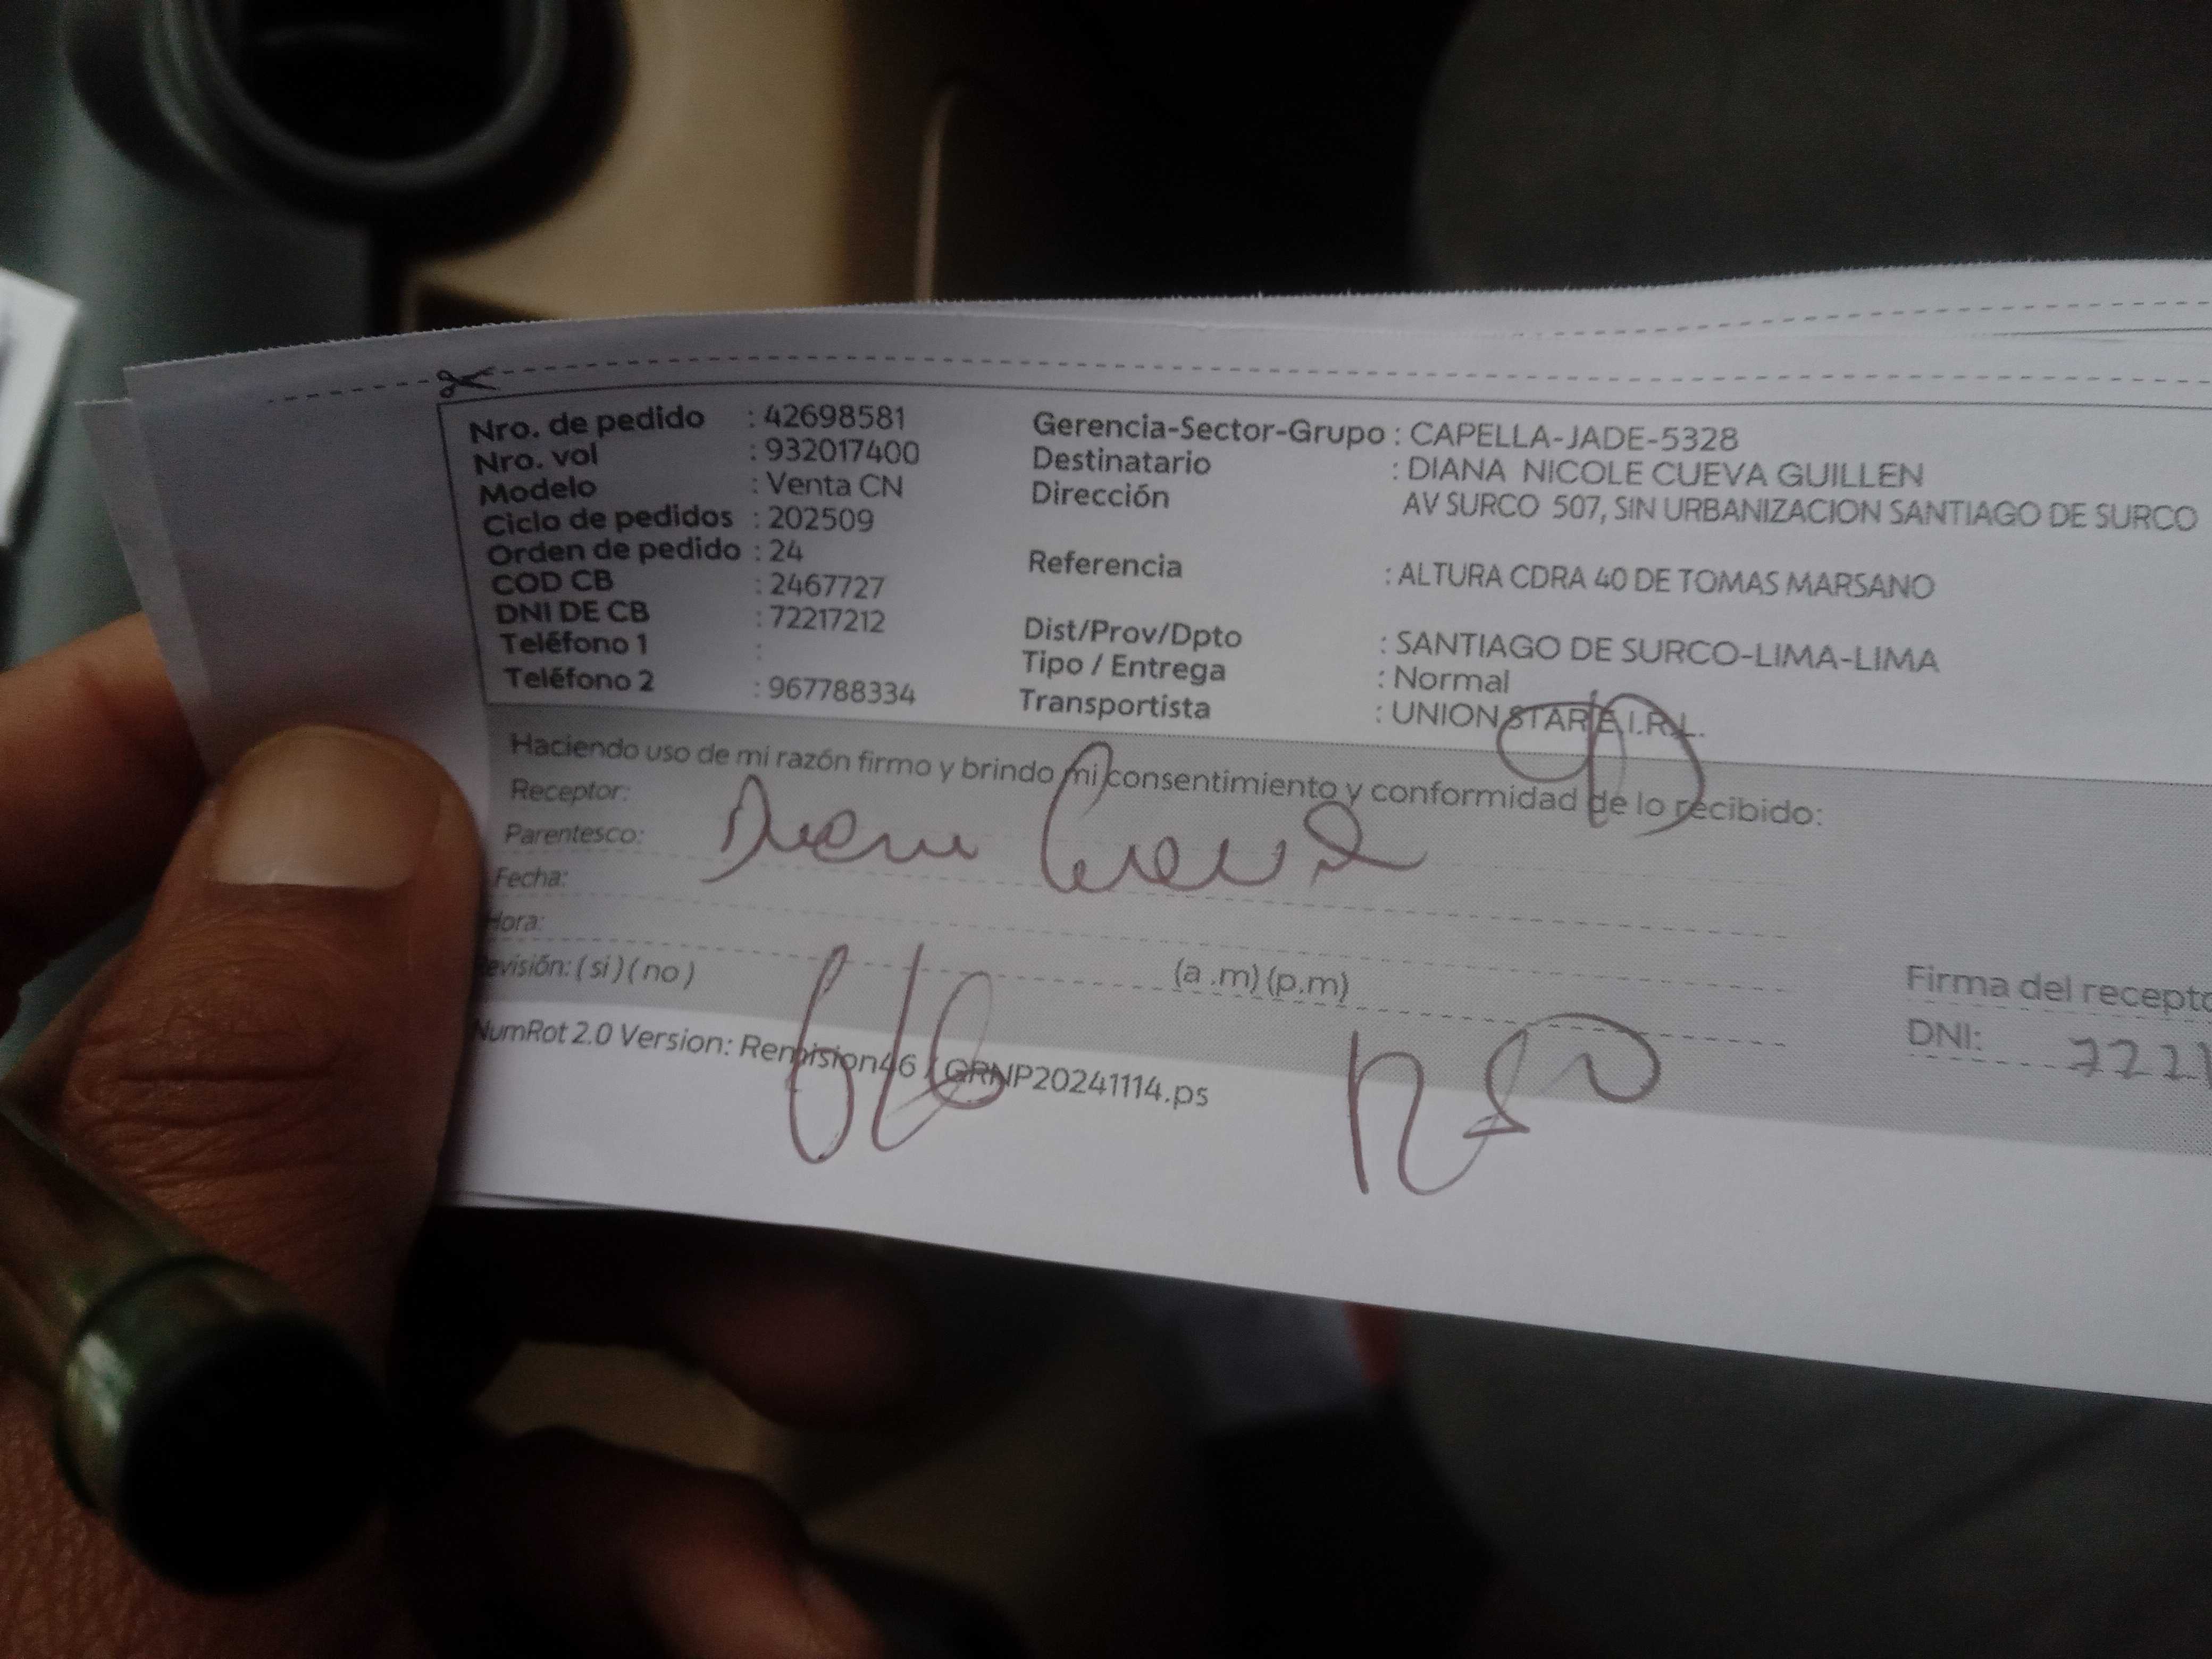 Nro. de pedido : 42698581
Nro. vol : 932017400
Modelo : Venta CN
Ciclo de pedidos : 202509
Orden de pedido : 24
COD CB : 2467727
DNI DE CB : 72217212
Teléfono 1 :
Teléfono 2 : 967788334
Gerencia-Sector-Grupo : CAPELLA-JADE-5328
Destinatario : DIANA NICOLE CUEVA GUILLEN
Dirección AV SURCO 507, SIN URBANIZACION SANTIAGO DE SURCO
Referencia : ALTURA CDRA 40 DE TOMAS MARSANO
Dist/Prov/Dpto : SANTIAGO DE SURCO-LIMA-LIMA
Tipo / Entrega : Normal
Transportista : UNION STAR E.I.R.L.
Haciendo uso de mi razón firmo y brindo mi consentimiento y conformidad de lo recibido:
Receptor:
Parentesco: Diana Cueva
Fecha:
Hora: (a .m) (p.m)
evisión: ( si ) ( no )
Firma del recepto
DNI: 7221
NumRot 2.0 Version: Remision46 / GRNP20241114.ps